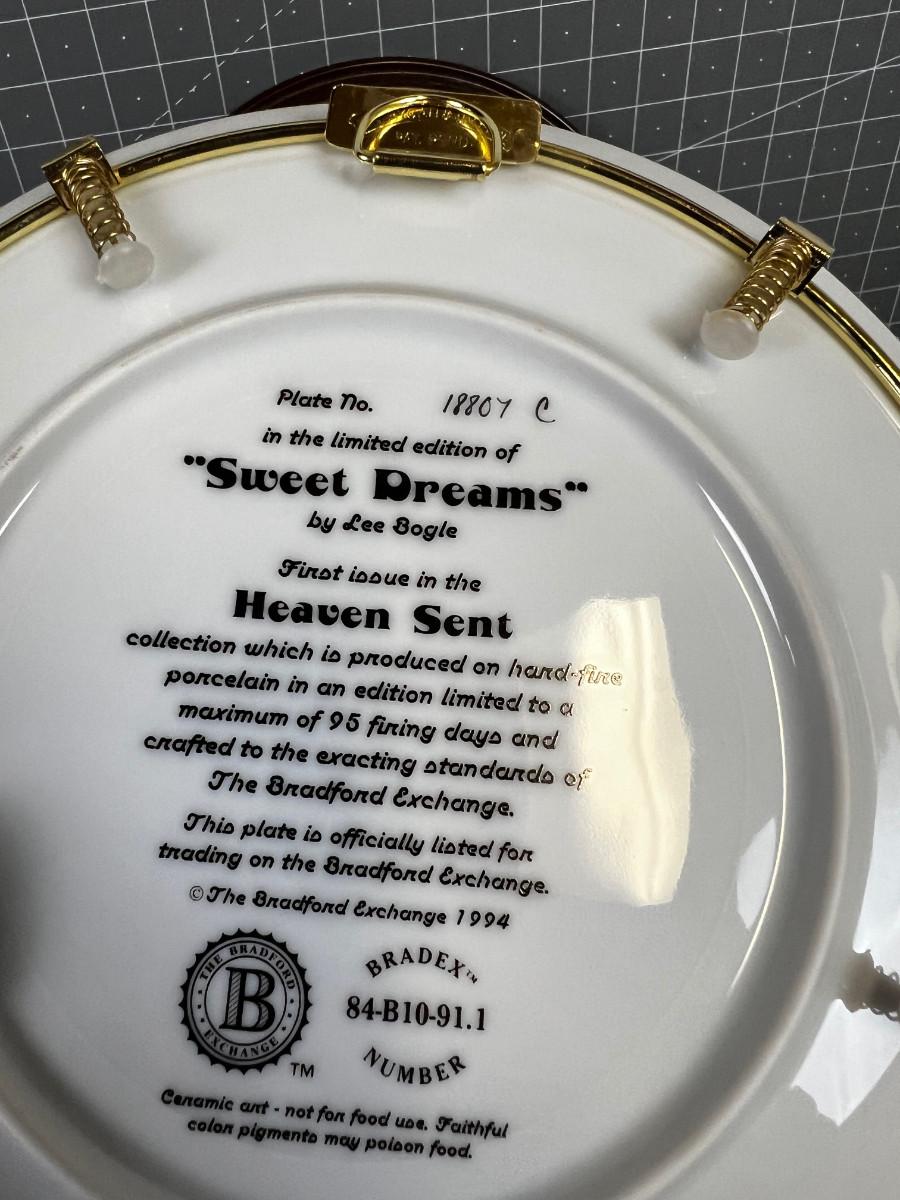 Plate No. 18807 C
in the limited edition of
"Sweet Dreams"
by Lee Bogle
First issue in the
Heaven Sent
collection which is produced on hard-fire
porcelain in an edition limited to a
maximum of 95 firing days and
crafted to the exacting standards of
The Bradford Exchange.
This plate is officially listed for
trading on the Bradford Exchange.
©The Bradford Exchange 1994
THE BRADFORD
B
EXCHANGE
TM
BRADEX™
84-B10-91.1
NUMBER
Ceramic art - not for food use. Faithful
color pigments may poison food.